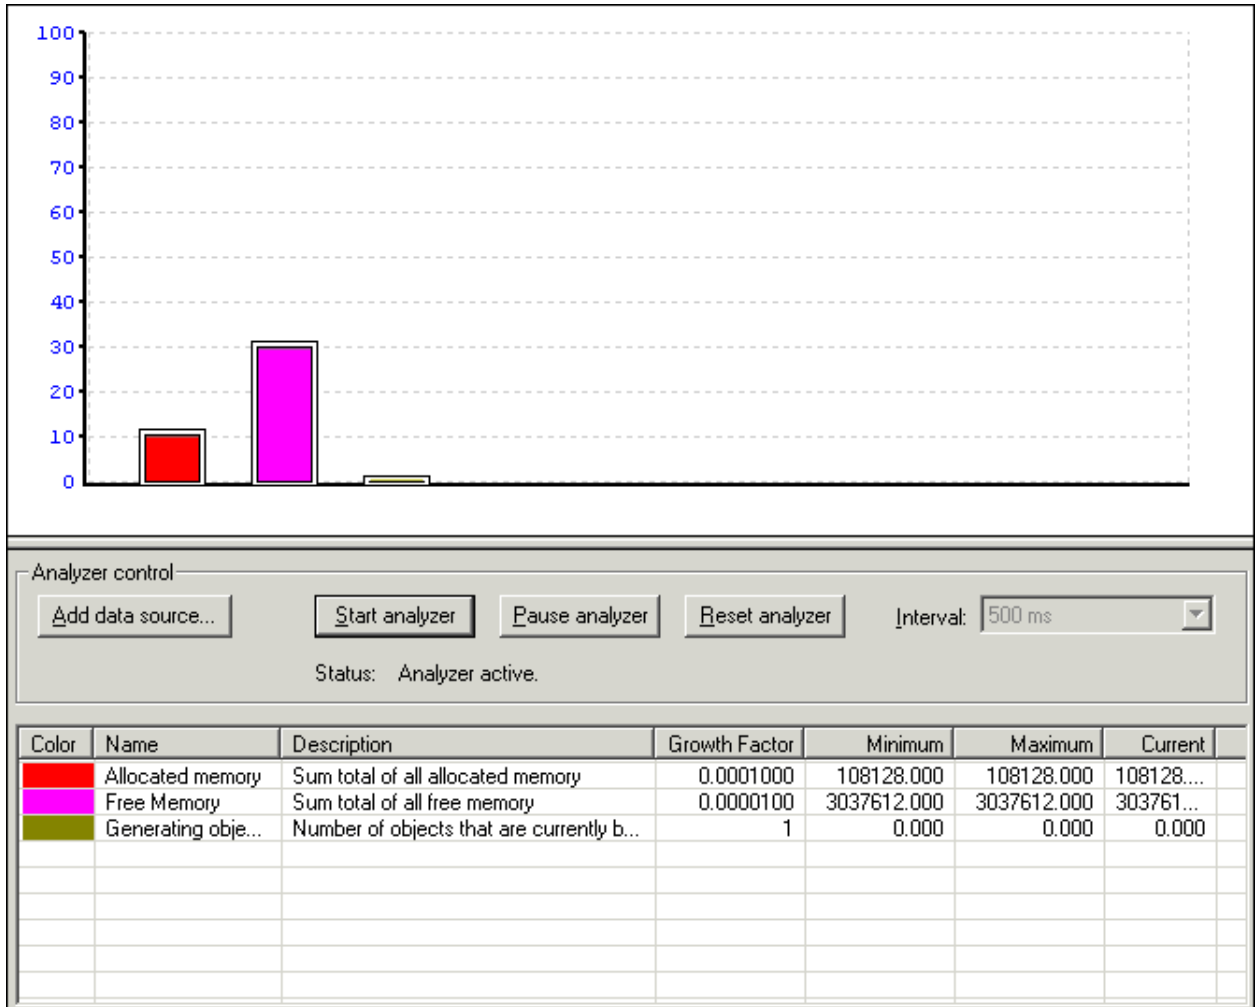 100
90
80
70
60
50
40
30
20
10
0
Analyzer control
Add data source... Start analyzer Pause analyzer Reset analyzer Interval: 500 ms
Status: Analyzer active.
Color Name Description Growth Factor Minimum Maximum Current
Allocated memory Sum total of all allocated memory 0.0001000 108128.000 108128.000 108128....
Free Memory Sum total of all free memory 0.0000100 3037612.000 3037612.000 303761...
Generating obje... Number of objects that are currently b... 1 0.000 0.000 0.000